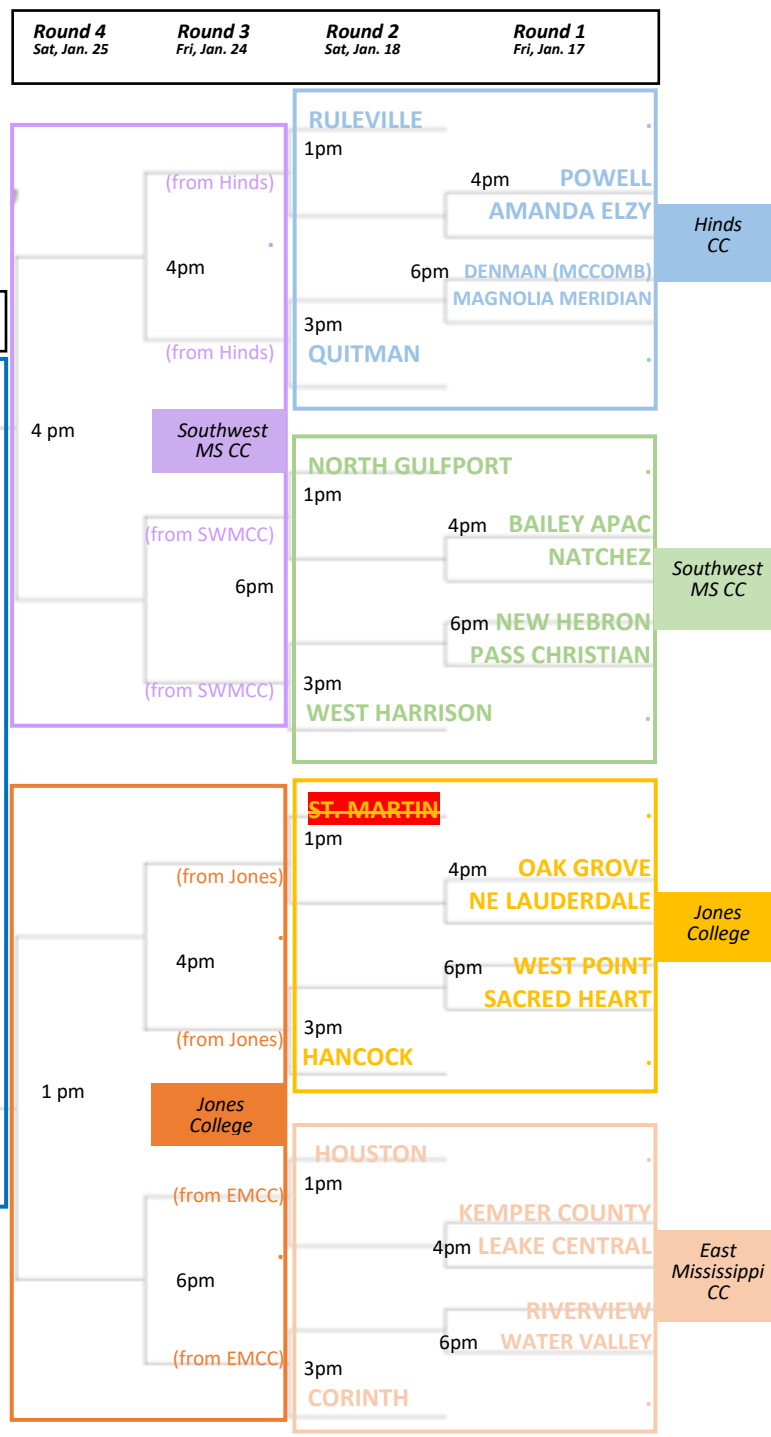 Round 4
Sat, Jan. 25
Round 3
Fri, Jan. 24
Round 2
Sat, Jan. 18
Round 1
Fri, Jan. 17
RULEVILLE .
1pm
(from Hinds)
4pm POWELL
AMANDA ELZY
Hinds
CC
.
4pm
6pm DENMAN (MCCOMB)
MAGNOLIA MERIDIAN
3pm
(from Hinds)
QUITMAN .
4 pm
Southwest
MS CC
NORTH GULFPORT .
1pm
(from SWMCC)
4pm BAILEY APAC
NATCHEZ
Southwest
MS CC
6pm
6pm NEW HEBRON
PASS CHRISTIAN
3pm
(from SWMCC)
WEST HARRISON .
ST. MARTIN .
1pm
(from Jones)
4pm OAK GROVE
NE LAUDERDALE
Jones
College
.
4pm
6pm WEST POINT
SACRED HEART
3pm
(from Jones)
HANCOCK .
1 pm
Jones
College
HOUSTON .
1pm
(from EMCC)
KEMPER COUNTY
4pm LEAKE CENTRAL
East
Mississippi
CC
.
6pm
RIVERVIEW
6pm WATER VALLEY
(from EMCC)
3pm
CORINTH .